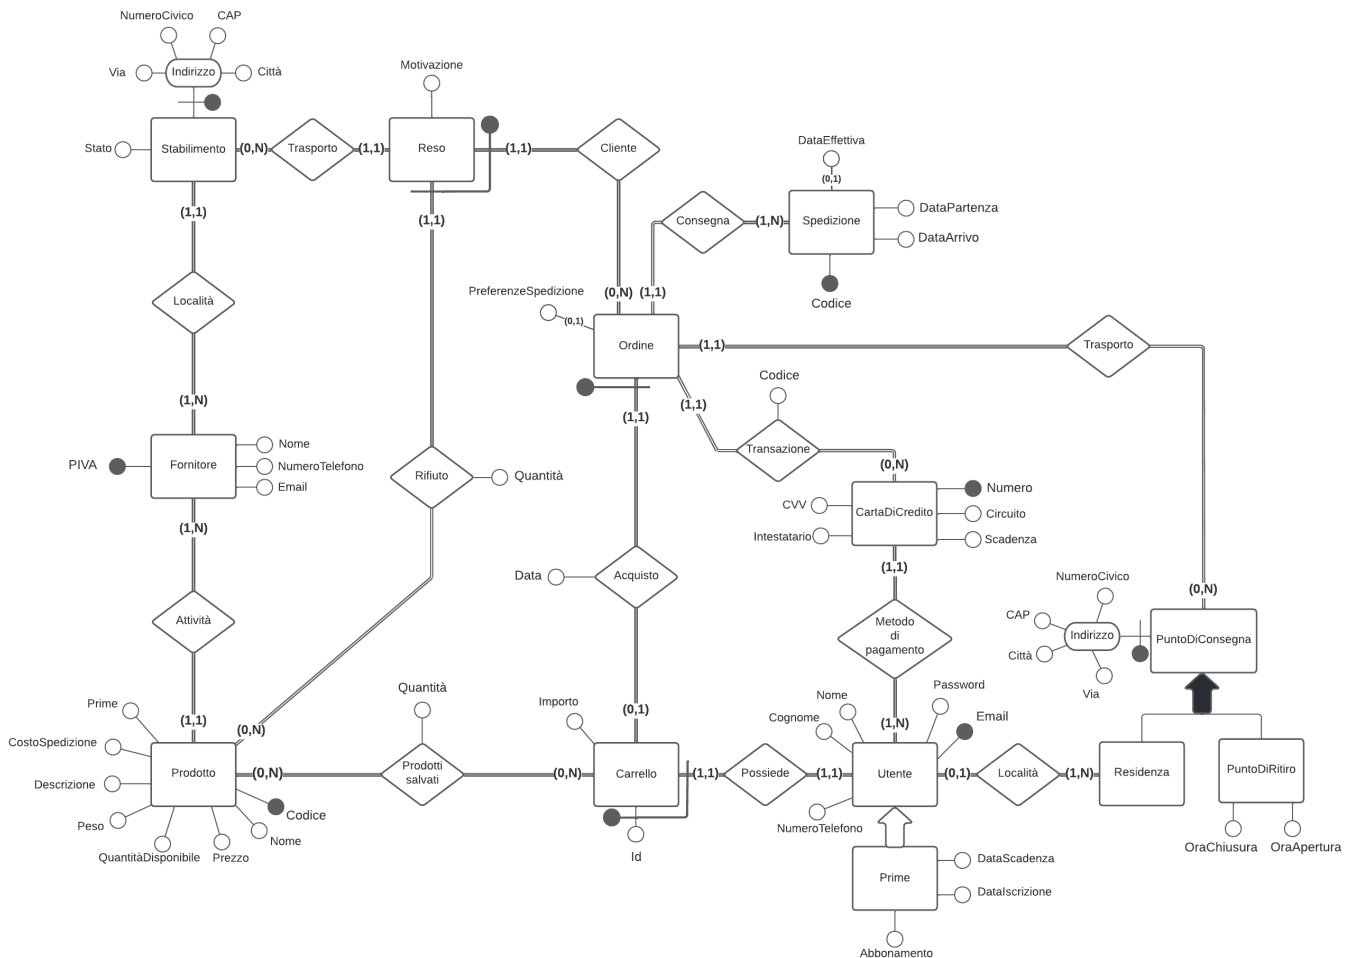 NumeroCivico
CAP
Via
Indirizzo
Città
Motivazione
Stato
Stabilimento
(0,N)
Trasporto
(1,1)
Reso
(1,1)
Cliente
DataEffettiva
(0,1)
(1,1)
(1,1)
Consegna
(1,N)
Spedizione
DataPartenza
DataArrivo
Codice
Località
PreferenzeSpedizione
(0,1)
(0,N)
(1,1)
Ordine
(1,1)
Trasporto
(1,N)
Codice
(1,1)
(1,1)
PIVA
Fornitore
Nome
NumeroTelefono
Email
Rifiuto
Quantità
Transazione
(0,N)
CVV
Intestatario
CartaDiCredito
Numero
Circuito
Scadenza
(1,N)
Data
Acquisto
(1,1)
(0,N)
Attività
Metodo
di
pagamento
NumeroCivico
CAP
Città
Indirizzo
Via
PuntoDiConsegna
Prime
CostoSpedizione
Descrizione
Peso
QuantitàDisponibile
Prezzo
Nome
Codice
(1,1)
(0,N)
Prodotto
(0,N)
Quantità
Prodotti
salvati
(0,N)
Importo
(0,1)
Carrello
Id
(1,1)
Possiede
(1,1)
Nome
Cognome
NumeroTelefono
(1,N)
Password
Email
Utente
(0,1)
Località
(1,N)
Residenza
PuntoDiRitiro
OraChiusura
OraApertura
Prime
DataScadenza
DataIscrizione
Abbonamento